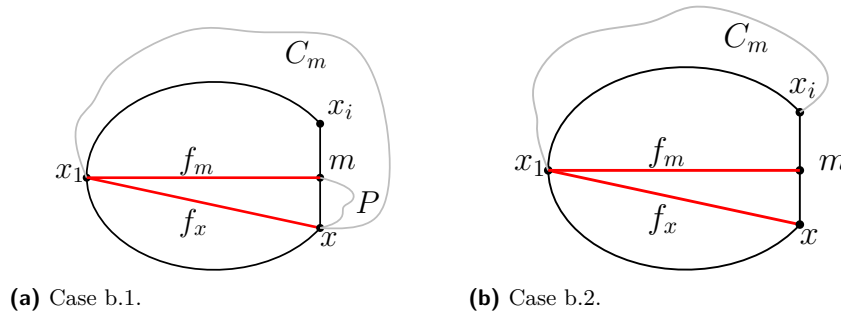 C_m
x_i
x_1
f_m
m
P
f_x
x
(a) Case b.1.
C_m
x_i
x_1
f_m
m
f_x
x
(b) Case b.2.